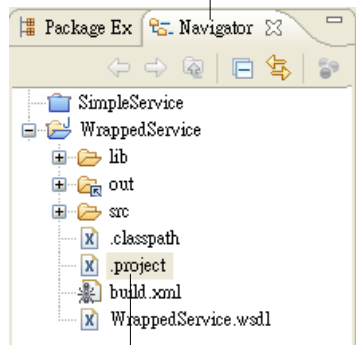 Package Ex Navigator
SimpleService
WrappedService
lib
out
src
.classpath
.project
build.xml
WrappedService.wsdl